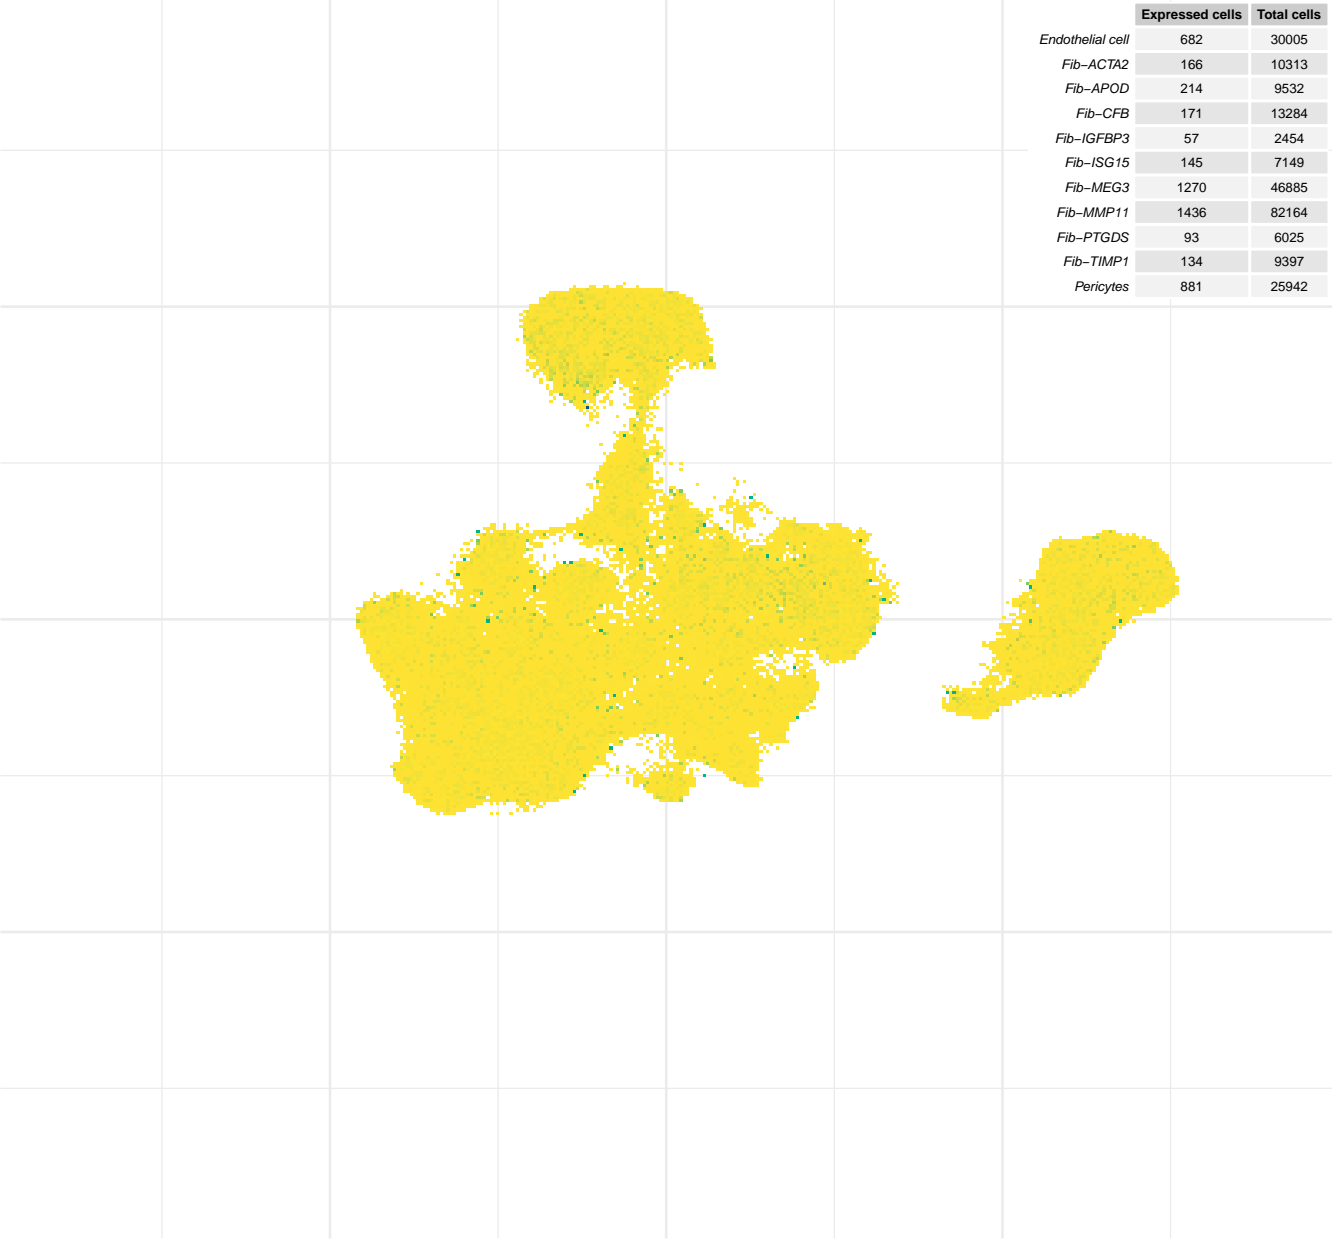 Expressed cells Total cells
Endothelial cell 682 30005
Fib−ACTA2 166 10313
Fib−APOD 214 9532
Fib−CFB 171 13284
Fib−IGFBP3 57 2454
Fib−ISG15 145 7149
Fib−MEG3 1270 46885
Fib−MMP11 1436 82164
Fib−PTGDS 93 6025
Fib−TIMP1 134 9397
Pericytes 881 25942